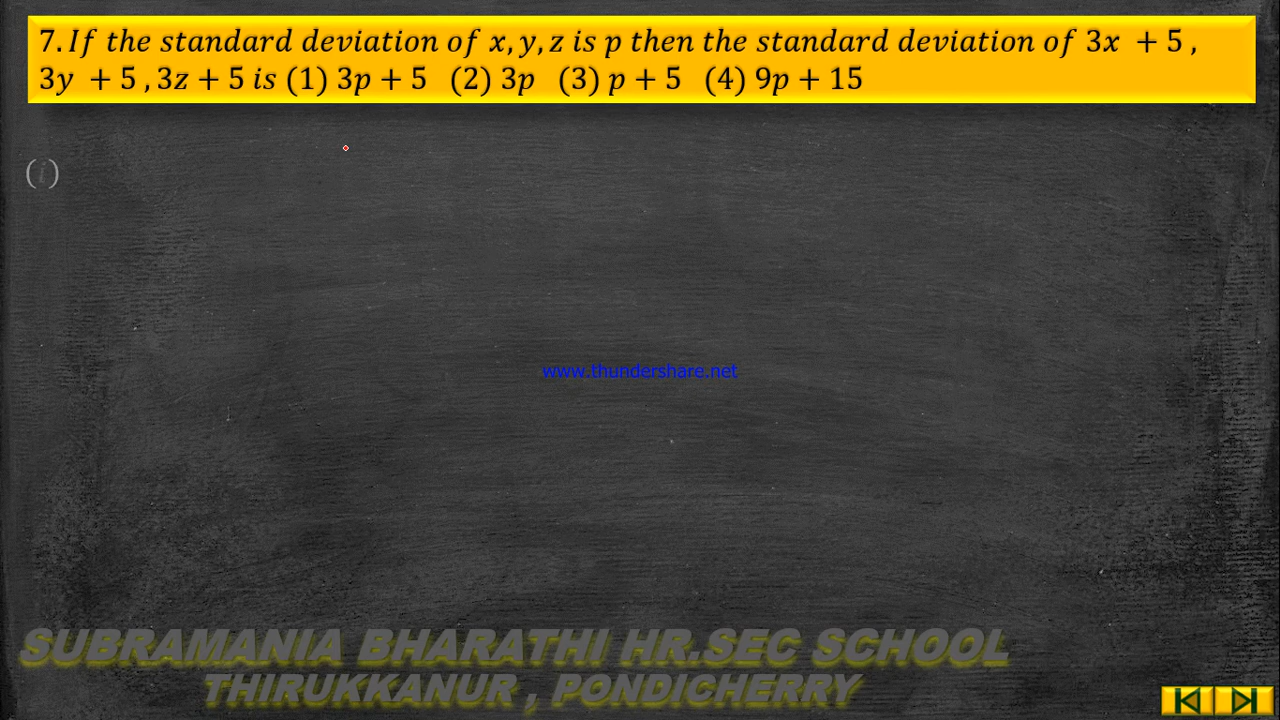 7. If the standard deviation of x, y, z is p then the standard deviation of 3x + 5 ,
3y + 5 , 3z + 5 is (1) 3p + 5 (2) 3p (3) p + 5 (4) 9p + 15
(i)
www.thundershare.net
SUBRAMANIA BHARATHI HR.SEC SCHOOL
THIRUKKANUR , PONDICHERRY